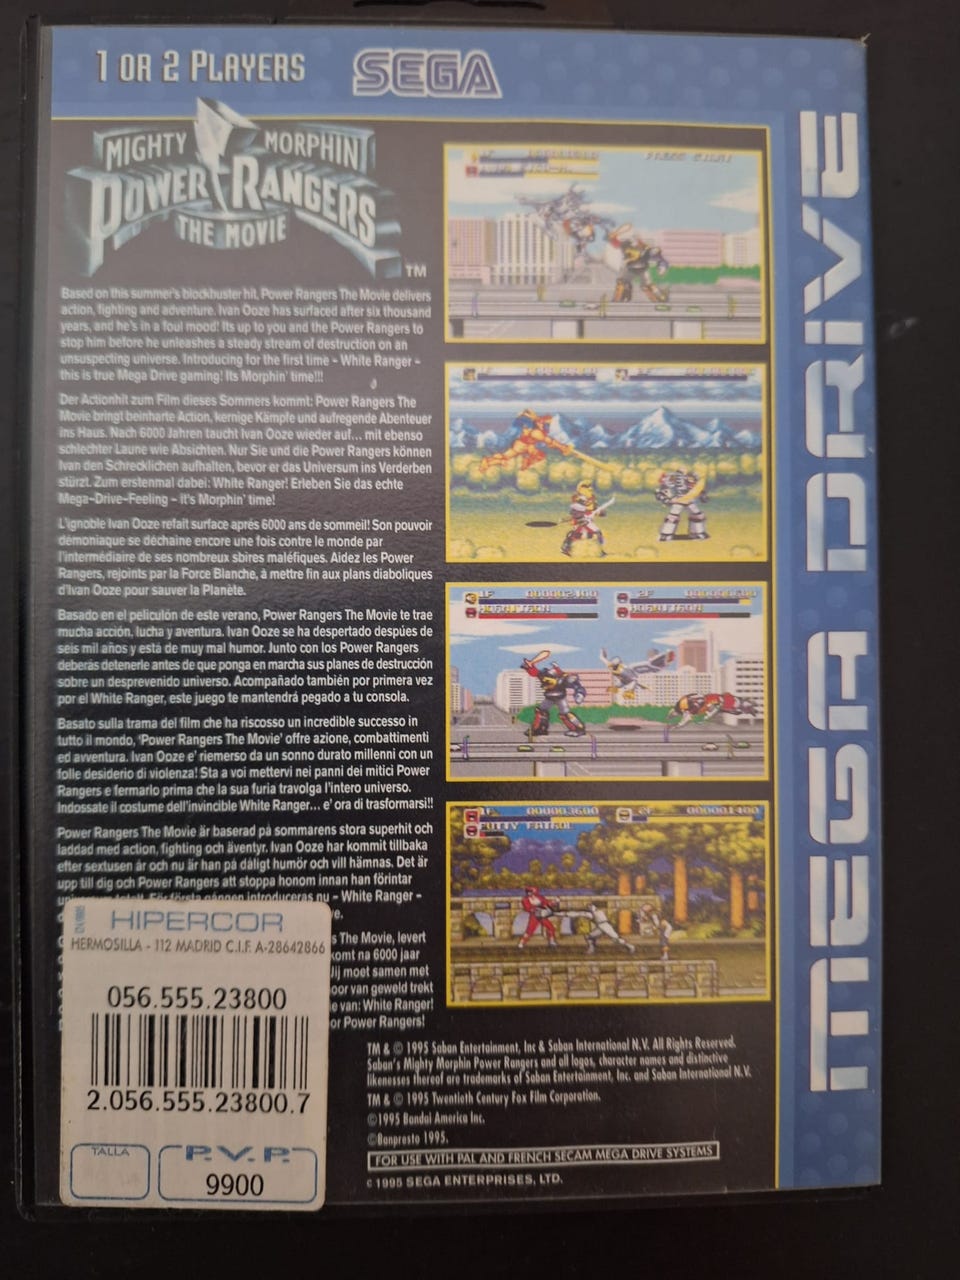 1 OR 2 PLAYERS
SEGA
MIGHTY MORPHIN
POWER RANGERS
THE MOVIE
TM
Based on this summer's blockbuster hit, Power Rangers The Movie delivers
action, fighting and adventure. Ivan Ooze has surfaced after six thousand
years, and he's in a foul mood! Its up to you and the Power Rangers to
stop him before he unleashes a steady stream of destruction on an
unsuspecting universe. Introducing for the first time - White Ranger -
this is true Mega Drive gaming! Its Morphin' time!!!
Der Actionhit zum Film dieses Sommers kommt: Power Rangers The
Movie bringt beinharte Action, kernige Kämpfe und aufregende Abenteuer
ins Haus. Nach 6000 Jahren taucht Ivan Ooze wieder auf... mit ebenso
schlechter Laune wie Absichten. Nur Sie und die Power Rangers können
Ivan den Schrecklichen aufhalten, bevor er das Universum ins Verderben
stürzt. Zum erstenmal dabei: White Ranger! Erleben Sie das echte
Mega-Drive-Feeling - it's Morphin' time!
L'ignoble Ivan Ooze refait surface aprés 6000 ans de sommeil! Son pouvoir
démoniaque se déchaine encore une fois contre le monde par
l'intermédiaire de ses nombreux sbires maléfiques. Aidez les Power
Rangers, rejoints par la Force Blanche, à mettre fin aux plans diaboliques
d'Ivan Ooze pour sauver la Planète.
Basado en el peliculón de este verano, Power Rangers The Movie te trae
mucha acción, lucha y aventura. Ivan Ooze se ha despertado despúes de
seis mil años y está de muy mal humor. Junto con los Power Rangers
deberás detenerle antes de que ponga en marcha sus planes de destrucción
sobre un desprevenido universo. Acompañado también por primera vez
por el White Ranger, este juego te mantendrá pegado a tu consola.
Basato sulla trama del film che ha riscosso un incredible successo in
tutto il mondo, 'Power Rangers The Movie' offre azione, combattimenti
ed avventura. Ivan Ooze e' riemerso da un sonno durato millenni con un
folle desiderio di violenza! Sta a voi mettervi nei panni dei mitici Power
Rangers e fermarlo prima che la sua furia travolga l'intero universo.
Indossate il costume dell'invincible White Ranger... e' ora di trasformarsi!!
Power Rangers The Movie är baserad på sommarens stora superhit och
laddad med action, fighting och äventyr. Ivan Ooze har kommit tillbaka
efter sextusen år och nu är han på dåligt humör och vill hämnas. Det är
upp till dig och Power Rangers att stoppa honom innan han förintar
introduceras nu - White Ranger -
s The Movie, levert
komt na 6000 jaar
Jij moet samen met
oor van geweld trekt
e van: White Ranger!
or Power Rangers!
HIPERCOR
HERMOSILLA - 112 MADRID C.I.F. A-28642866
056.555.23800
2.056.555.23800.7
TALLA
P.V.P.
9900
PRESS START
1P 000002100 2P
MORNITRON MORNITRON
1P 000003600 2P 000001400
PUTTY PATROL
TM & © 1995 Saban Entertainment, Inc & Saban International N.V. All Rights Reserved.
Saban's Mighty Morphin Power Rangers and all logos, character names and distinctive
likenesses thereof are trademarks of Saban Entertainment, Inc. and Saban International N.V.
TM & © 1995 Twentieth Century Fox Film Corporation.
©1995 Bandai America Inc.
©Banpresto 1995.
FOR USE WITH PAL AND FRENCH SECAM MEGA DRIVE SYSTEMS
© 1995 SEGA ENTERPRISES, LTD.
MEGA DRIVE